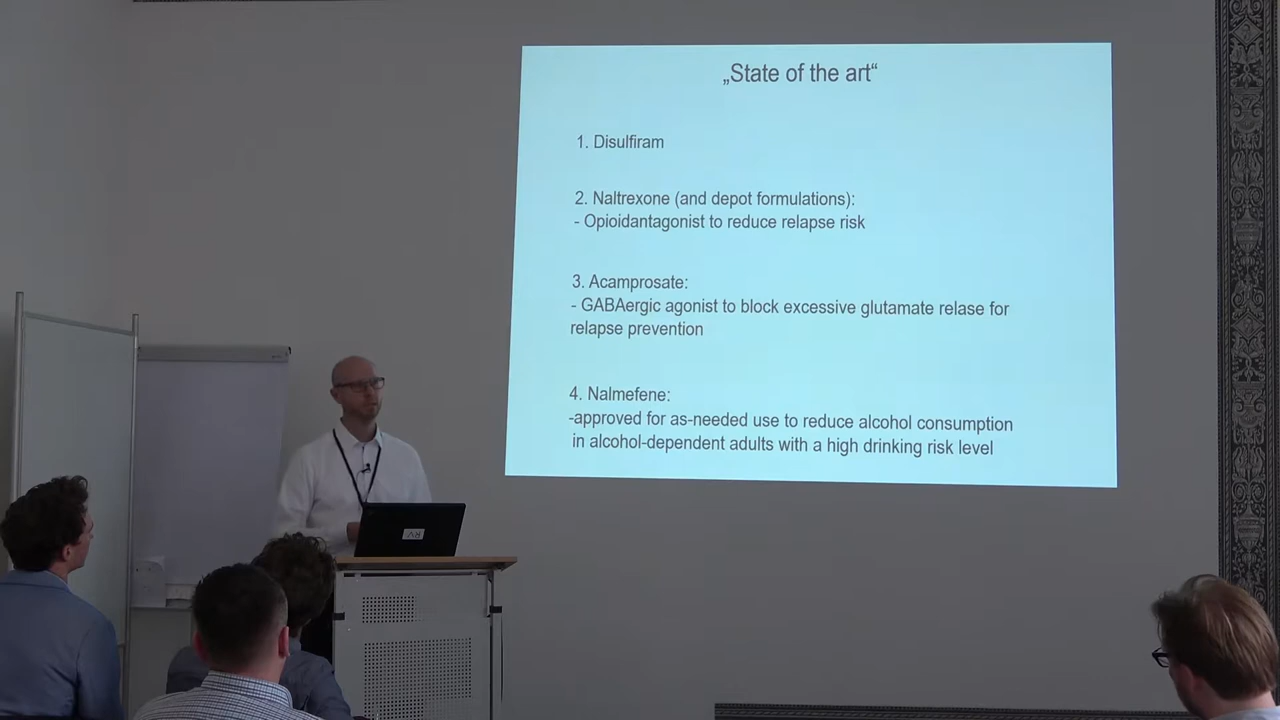 „State of the art“
1. Disulfiram
2. Naltrexone (and depot formulations):
- Opioidantagonist to reduce relapse risk
3. Acamprosate:
- GABAergic agonist to block excessive glutamate relase for
relapse prevention
4. Nalmefene:
-approved for as-needed use to reduce alcohol consumption
in alcohol-dependent adults with a high drinking risk level